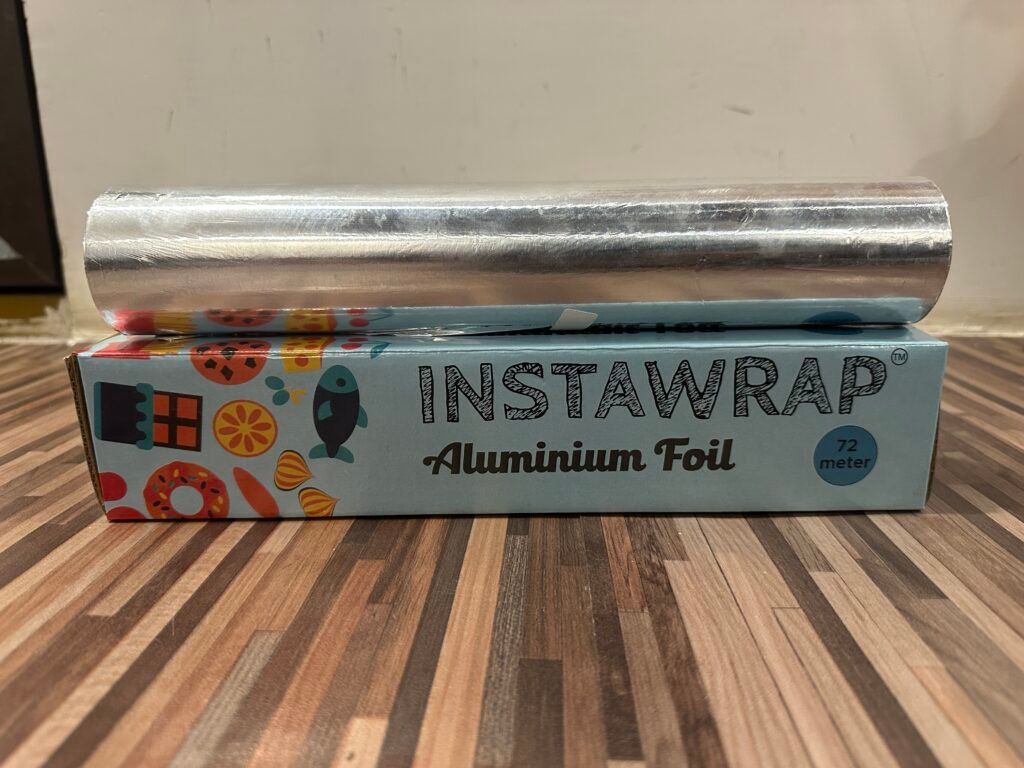 INSTAWRAP™
Aluminium Foil
72
meter